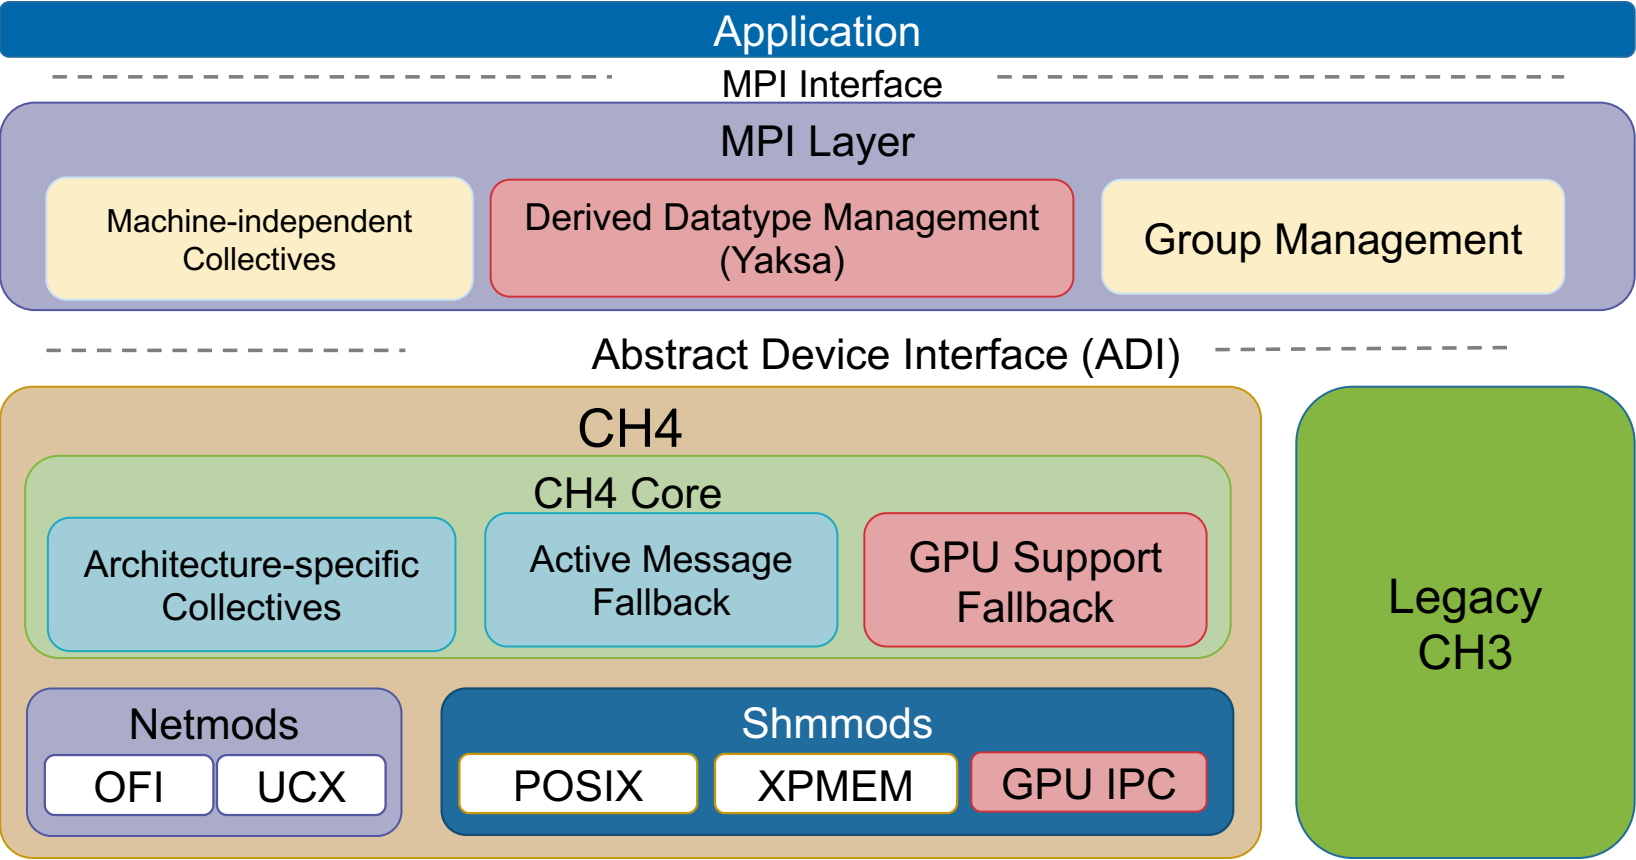 Application
MPI Interface
MPI Layer
Machine-independent
Collectives
Derived Datatype Management
(Yaksa)
Group Management
Abstract Device Interface (ADI)
CH4
CH4 Core
Architecture-specific
Collectives
Active Message
Fallback
GPU Support
Fallback
Legacy
CH3
Netmods
OFI
UCX
Shmmods
POSIX
XPMEM
GPU IPC